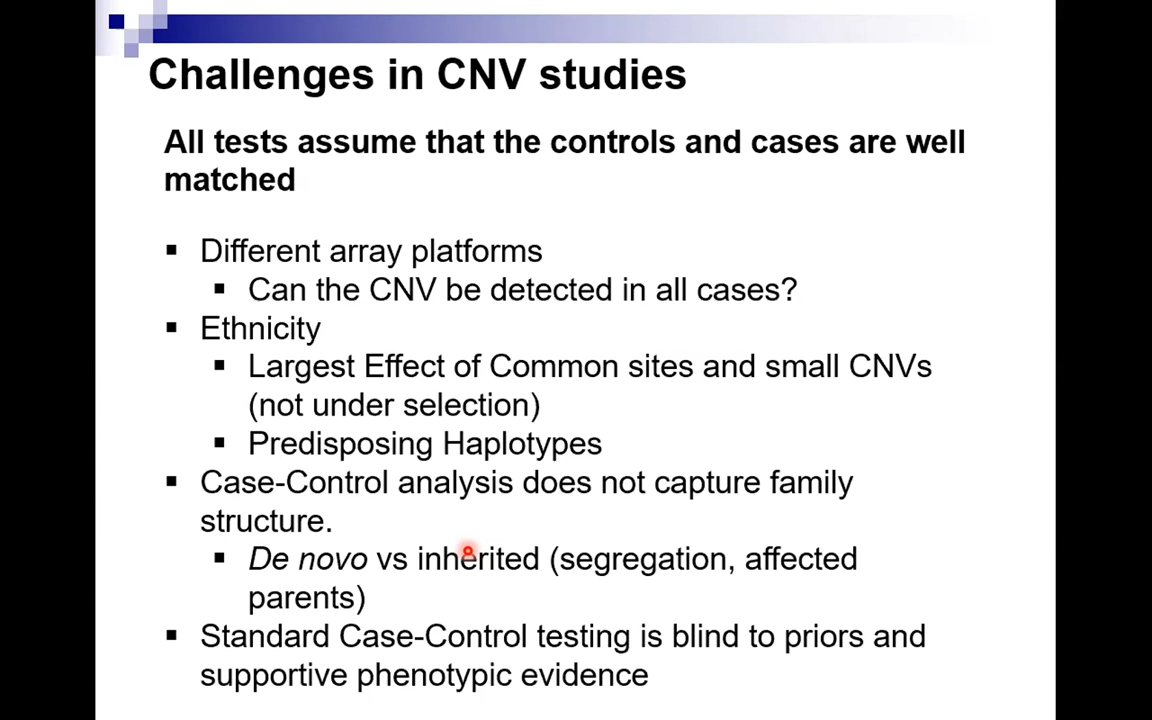 Challenges in CNV studies
All tests assume that the controls and cases are well
matched
▪ Different array platforms
▪ Can the CNV be detected in all cases?
▪ Ethnicity
▪ Largest Effect of Common sites and small CNVs
(not under selection)
▪ Predisposing Haplotypes
▪ Case-Control analysis does not capture family
structure.
▪ De novo vs inherited (segregation, affected
parents)
▪ Standard Case-Control testing is blind to priors and
supportive phenotypic evidence